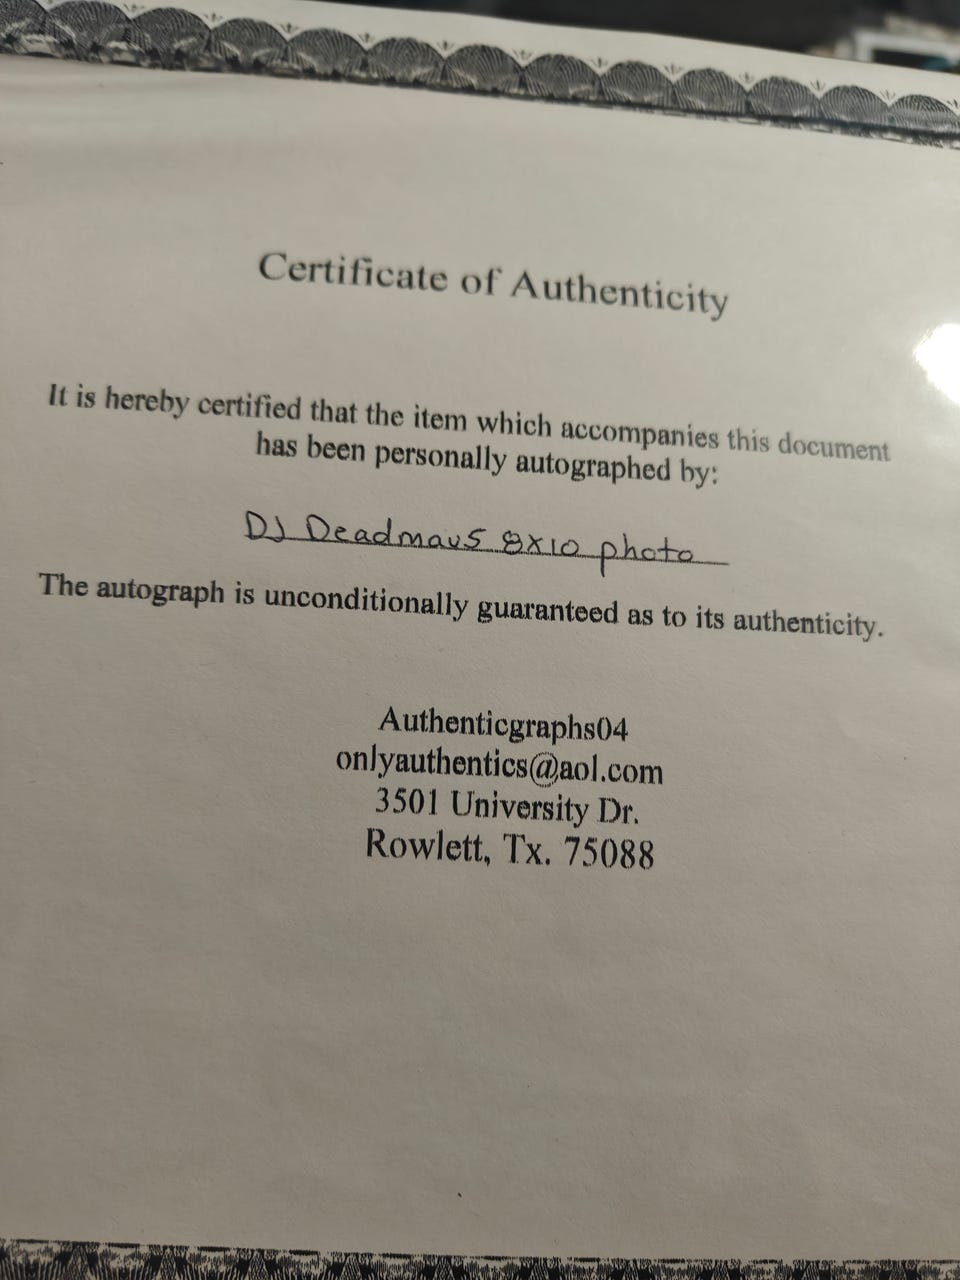 Certificate of Authenticity
It is hereby certified that the item which accompanies this document
has been personally autographed by:
DJ Deadmau5 8x10 photo
The autograph is unconditionally guaranteed as to its authenticity.
Authenticgraphs04
onlyauthentics@aol.com
3501 University Dr.
Rowlett, Tx. 75088